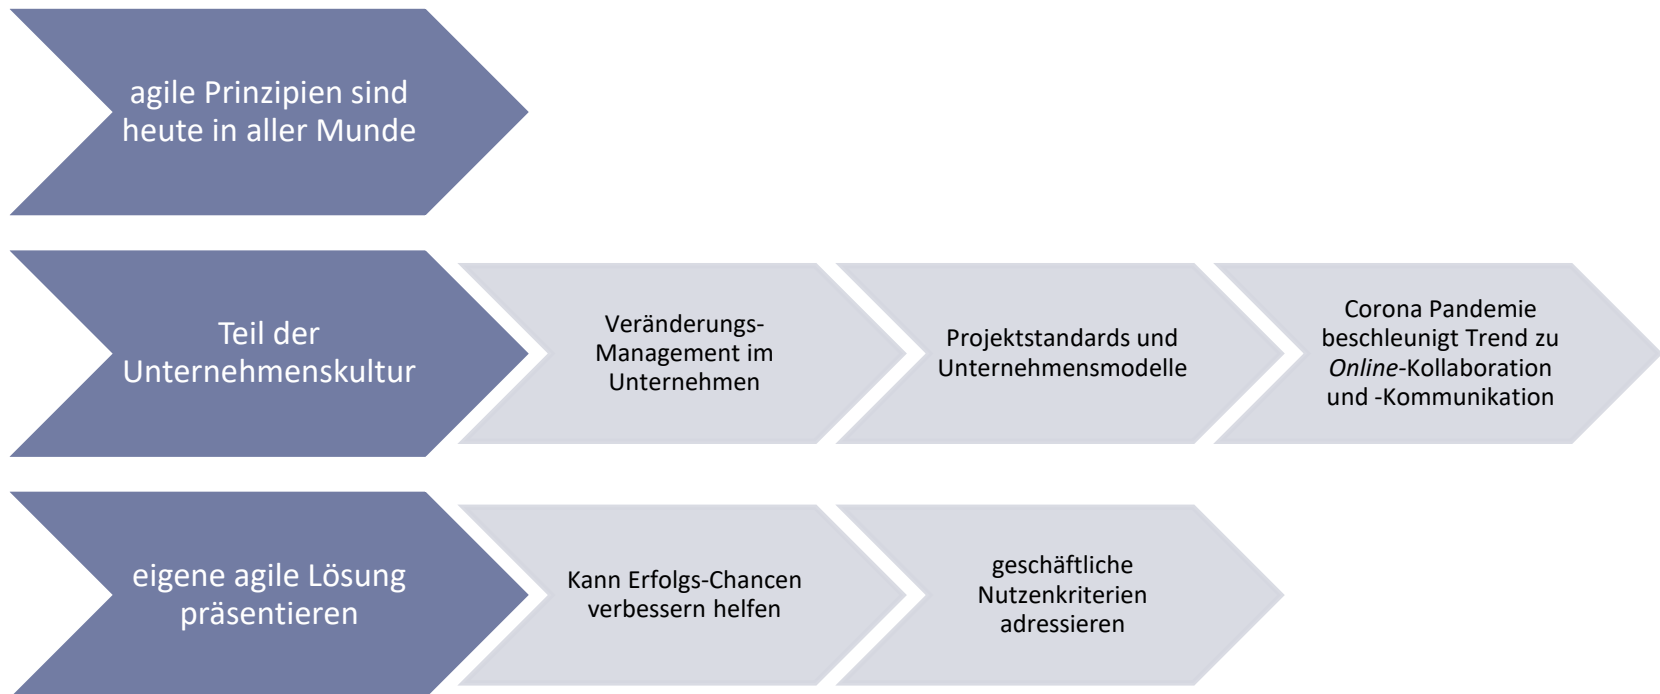 agile Prinzipien sind
heute in aller Munde
Teil der
Unternehmenskultur
Veränderungs-
Management im
Unternehmen
Projektstandards und
Unternehmensmodelle
Corona Pandemie
beschleunigt Trend zu
Online-Kollaboration
und -Kommunikation
eigene agile Lösung
präsentieren
Kann Erfolgs-Chancen
verbessern helfen
geschäftliche
Nutzenkriterien
adressieren